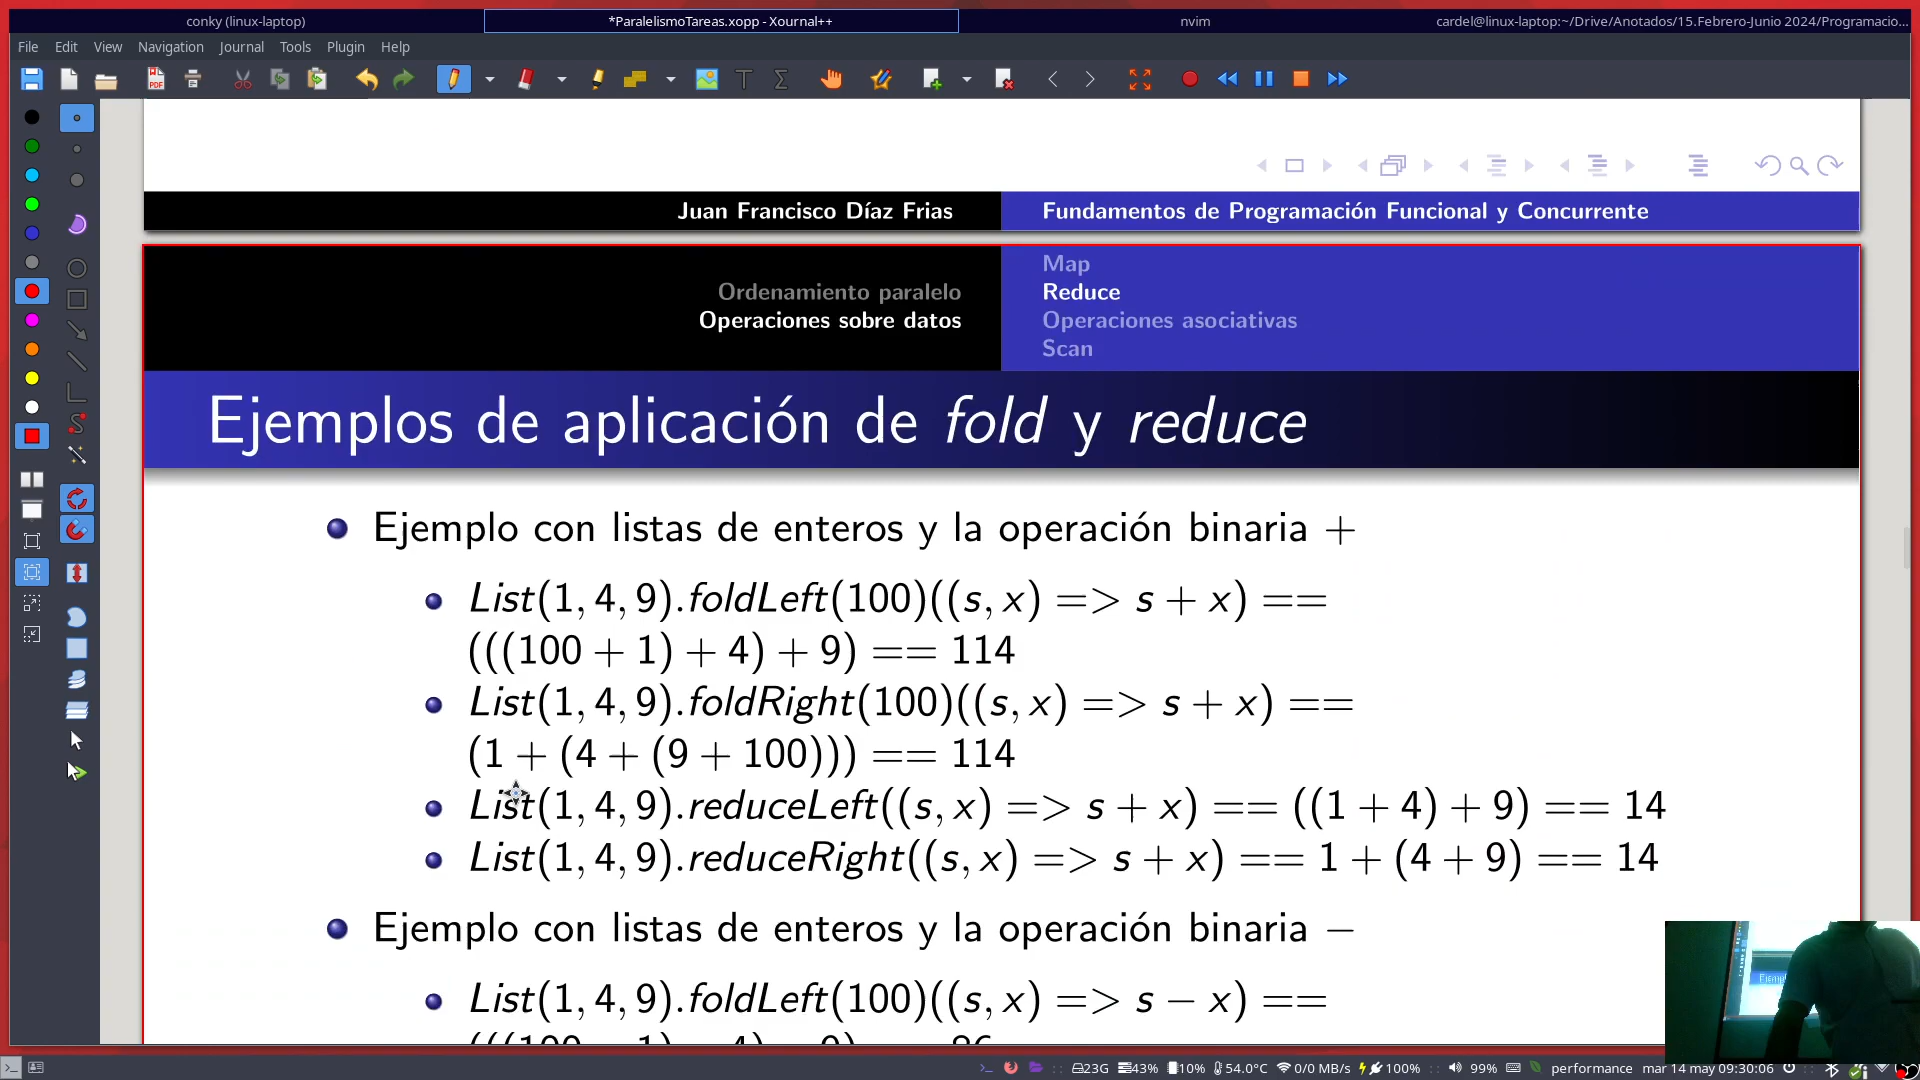 conky (linux-laptop)
*ParalelismoTareas.xopp - Xournal++
nvim
cardel@linux-laptop:~/Drive/Anotados/15.Febrero-Junio 2024/Programacio...
File Edit View Navigation Journal Tools Plugin Help
Juan Francisco Díaz Frias
Fundamentos de Programación Funcional y Concurrente
Ordenamiento paralelo
Operaciones sobre datos
Map
Reduce
Operaciones asociativas
Scan
Ejemplos de aplicación de fold y reduce
Ejemplo con listas de enteros y la operación binaria +
List(1, 4, 9).foldLeft(100)((s, x) => s + x) ==
(((100 + 1) + 4) + 9) == 114
List(1, 4, 9).foldRight(100)((s, x) => s + x) ==
(1 + (4 + (9 + 100))) == 114
List(1, 4, 9).reduceLeft((s, x) => s + x) == ((1 + 4) + 9) == 14
List(1, 4, 9).reduceRight((s, x) => s + x) == 1 + (4 + 9) == 14
Ejemplo con listas de enteros y la operación binaria −
List(1, 4, 9).foldLeft(100)((s, x) => s − x) ==
23G 43% 10% 54.0°C 0/0 MB/s 100% :: 99% performance mar 14 may 09:30:06